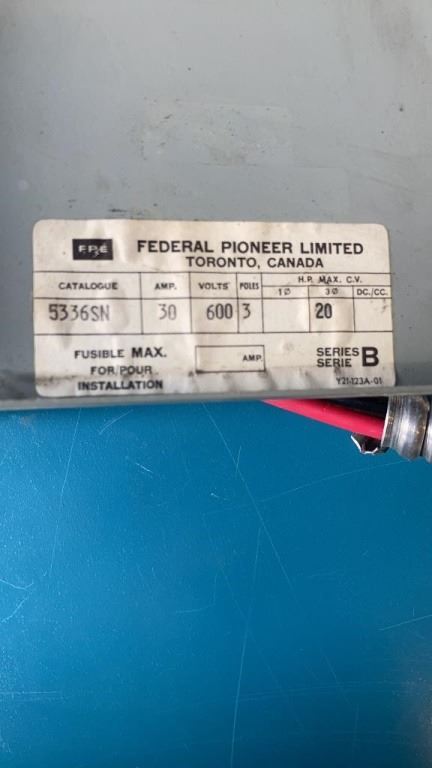 FPE FEDERAL PIONEER LIMITED
TORONTO, CANADA
CATALOGUE AMP. VOLTS POLES H.P. MAX. C.V.
1Ø 3Ø DC./CC.
5336SN 30 600 3 20
FUSIBLE MAX. AMP. SERIES B
FOR/POUR SERIE
INSTALLATION Y21-123A-01